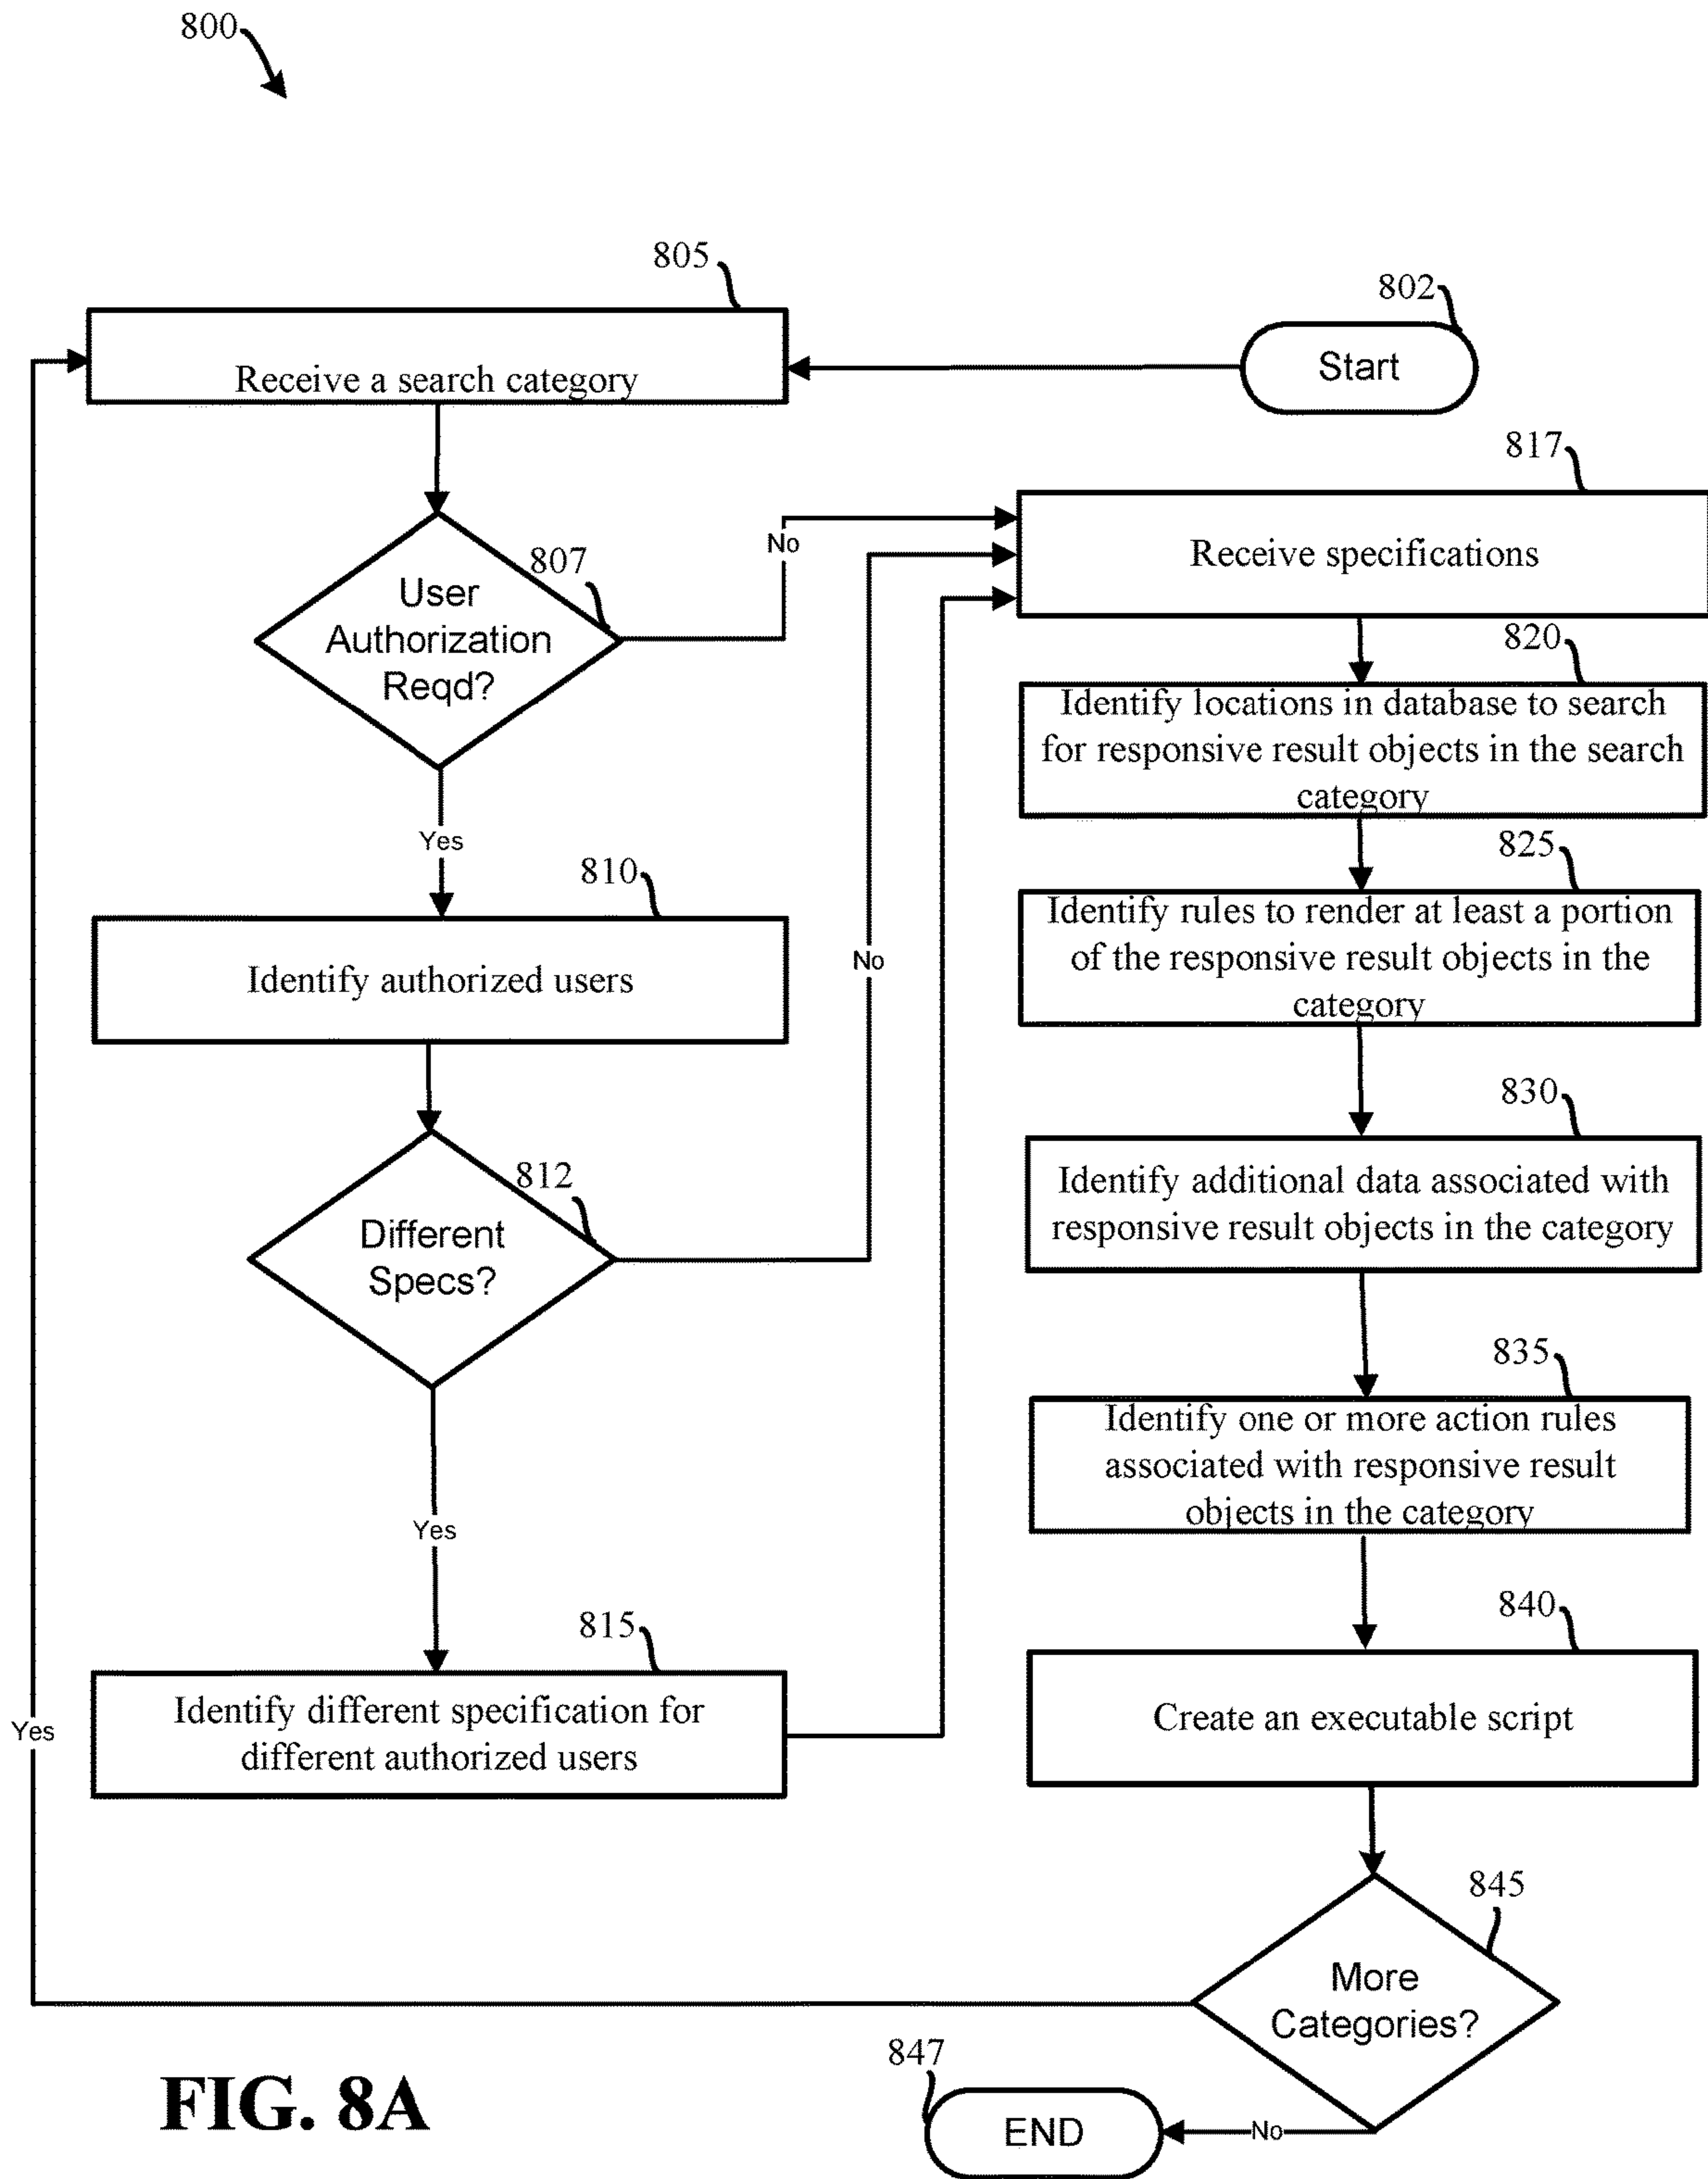 800
805
Receive a search category
802
Start
817
Receive specifications
807
User
Authorization
Reqd?
No
Yes
820
Identify locations in database to search
for responsive result objects in the search
category
825
Identify rules to render at least a portion
of the responsive result objects in the
category
810
Identify authorized users
No
830
Identify additional data associated with
responsive result objects in the category
812
Different
Specs?
Yes
835
Identify one or more action rules
associated with responsive result
objects in the category
815
Identify different specification for
different authorized users
840
Create an executable script
Yes
845
More
Categories?
No
847
END
FIG. 8A